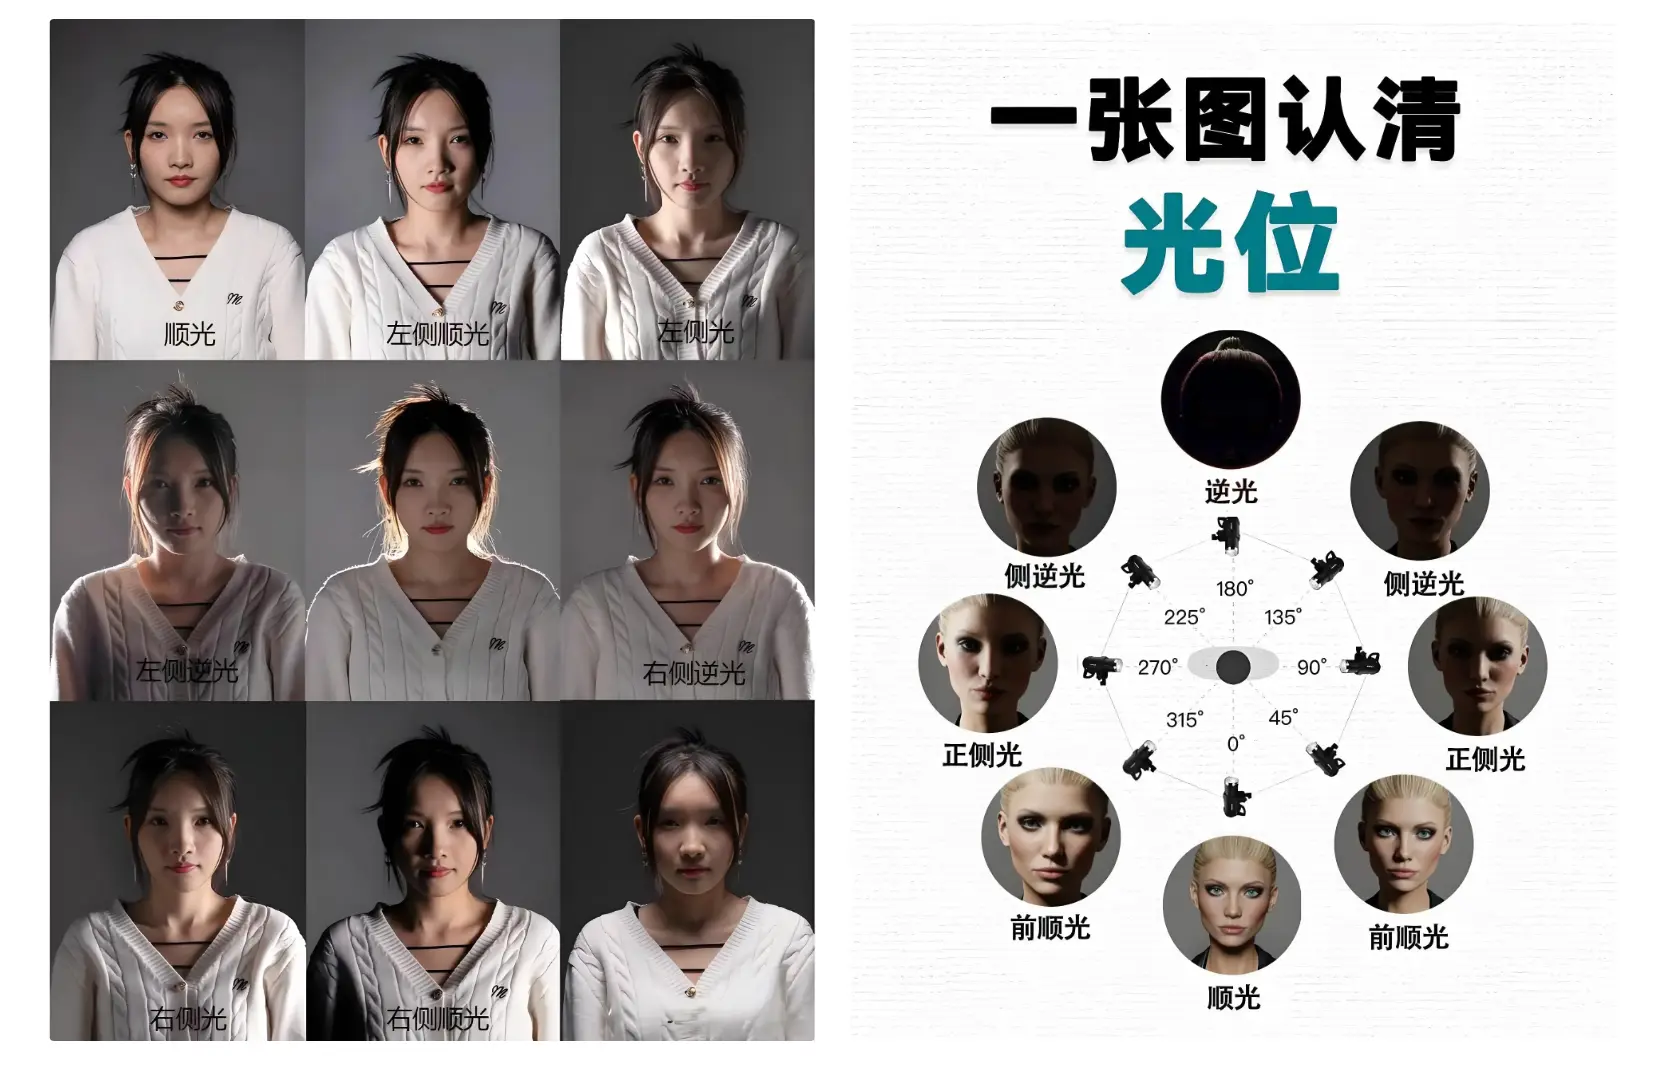 顺光
左侧顺光
左侧光
左侧逆光
右侧逆光
右侧光
右侧顺光
一张图认清
光位
逆光
侧逆光
侧逆光
180°
225°
135°
270°
90°
正侧光
正侧光
315°
45°
0°
前顺光
前顺光
顺光